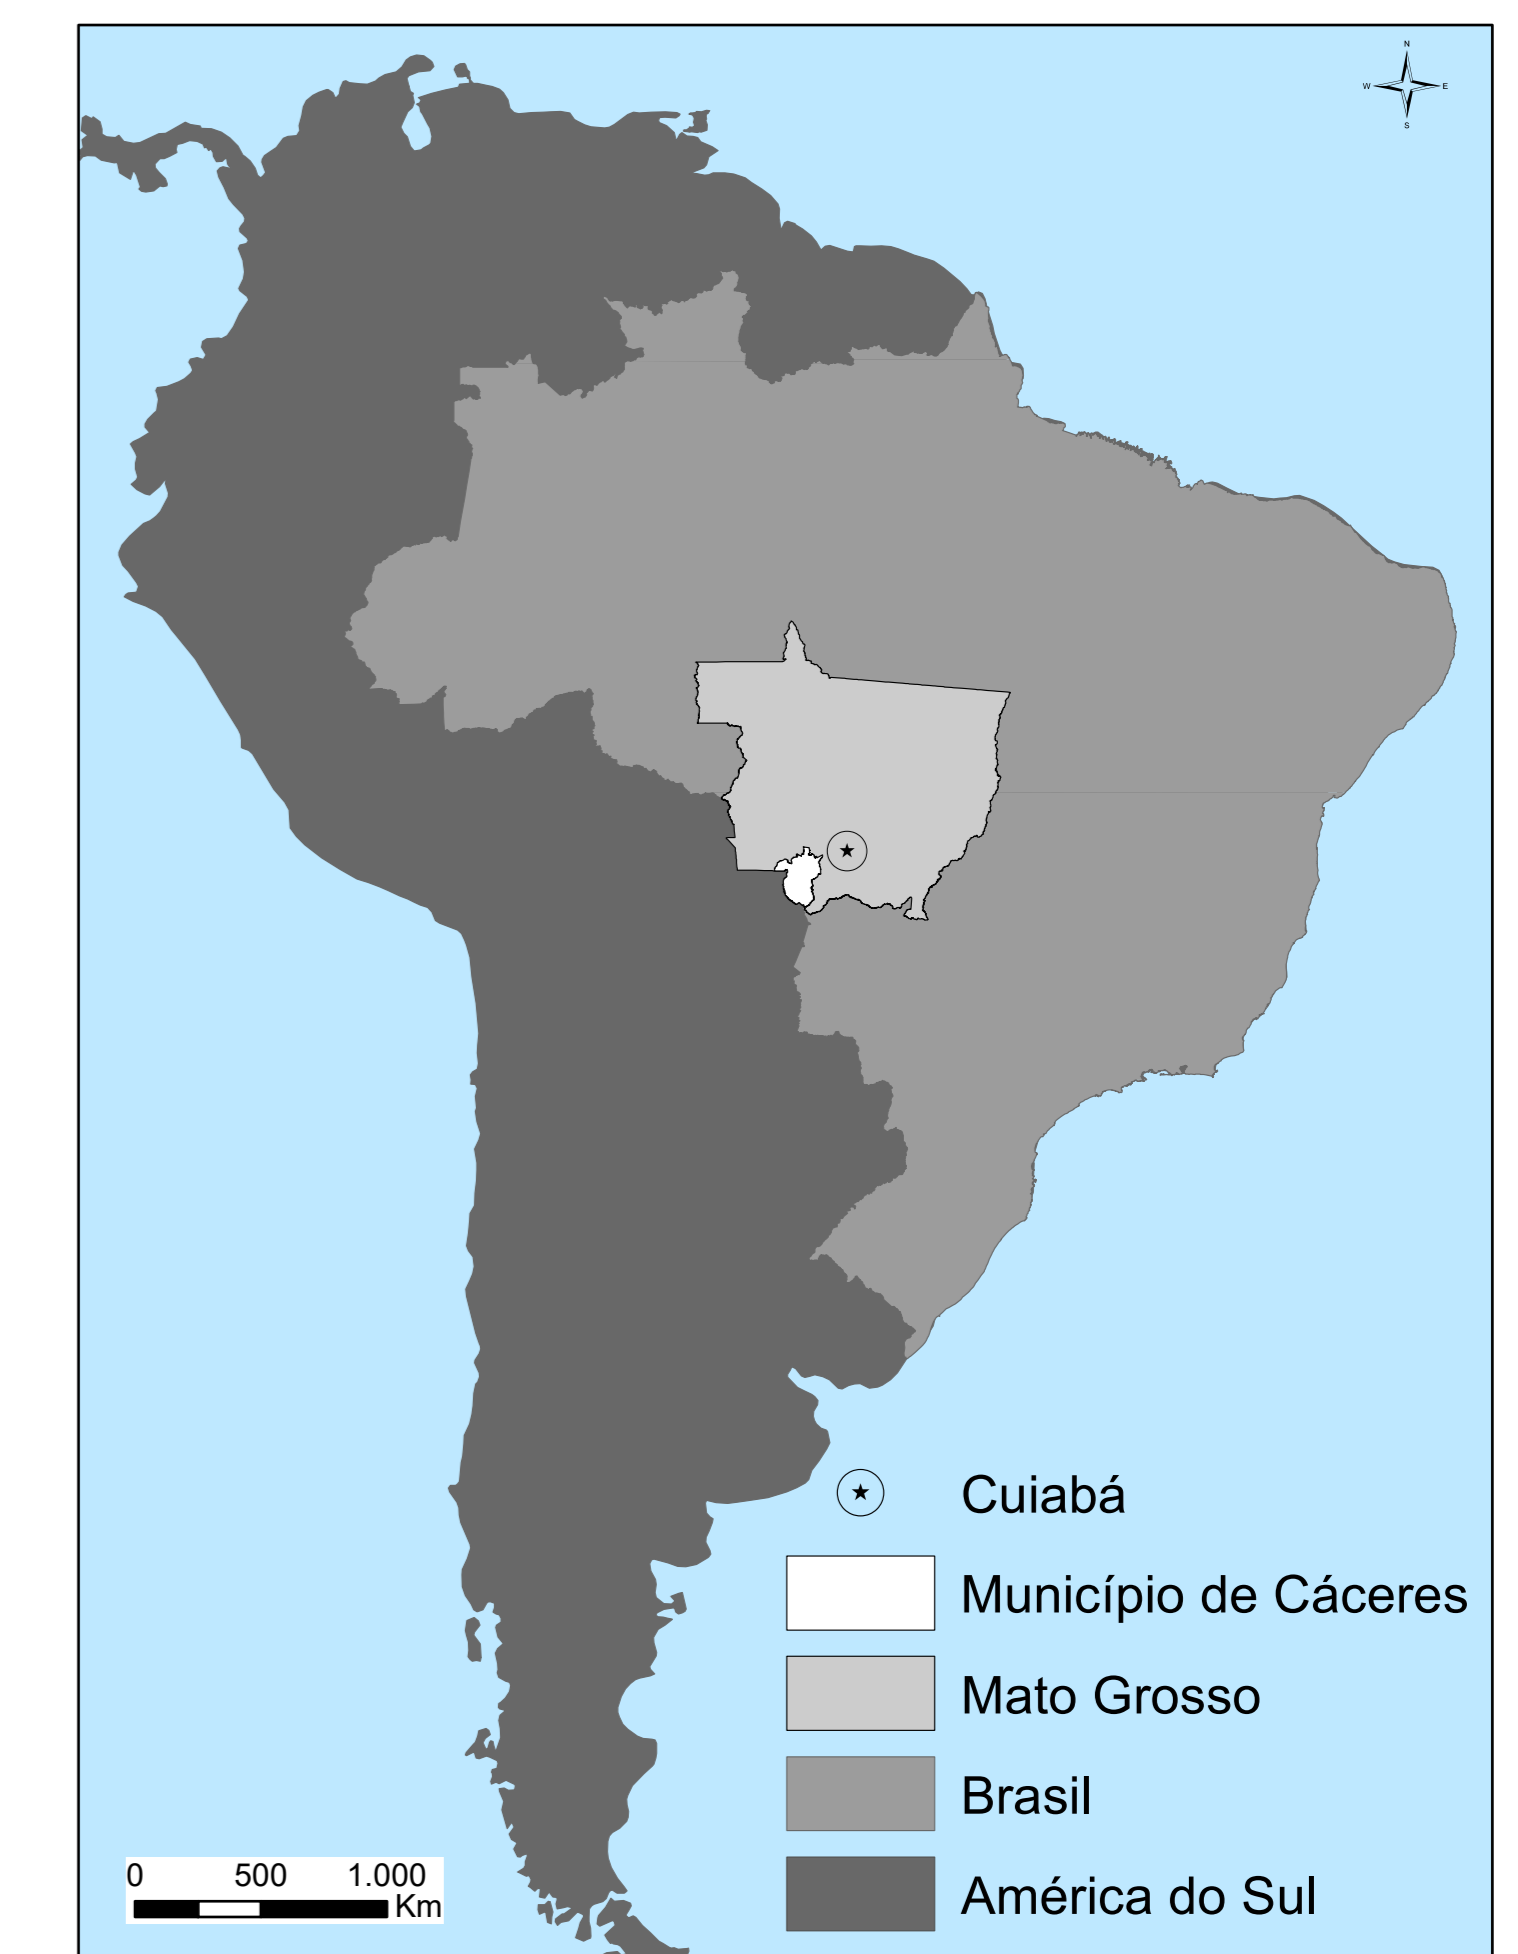 N
W E
S
Cuiabá
Município de Cáceres
Mato Grosso
Brasil
América do Sul
0 500 1.000
Km